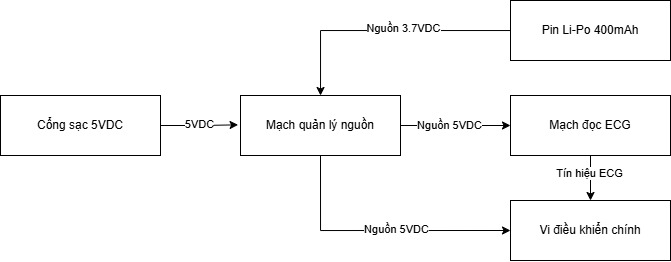 Nguồn 3.7VDC
Pin Li-Po 400mAh
Cổng sạc 5VDC
5VDC
Mạch quản lý nguồn
Nguồn 5VDC
Mạch đọc ECG
Tín hiệu ECG
Nguồn 5VDC
Vi điều khiển chính